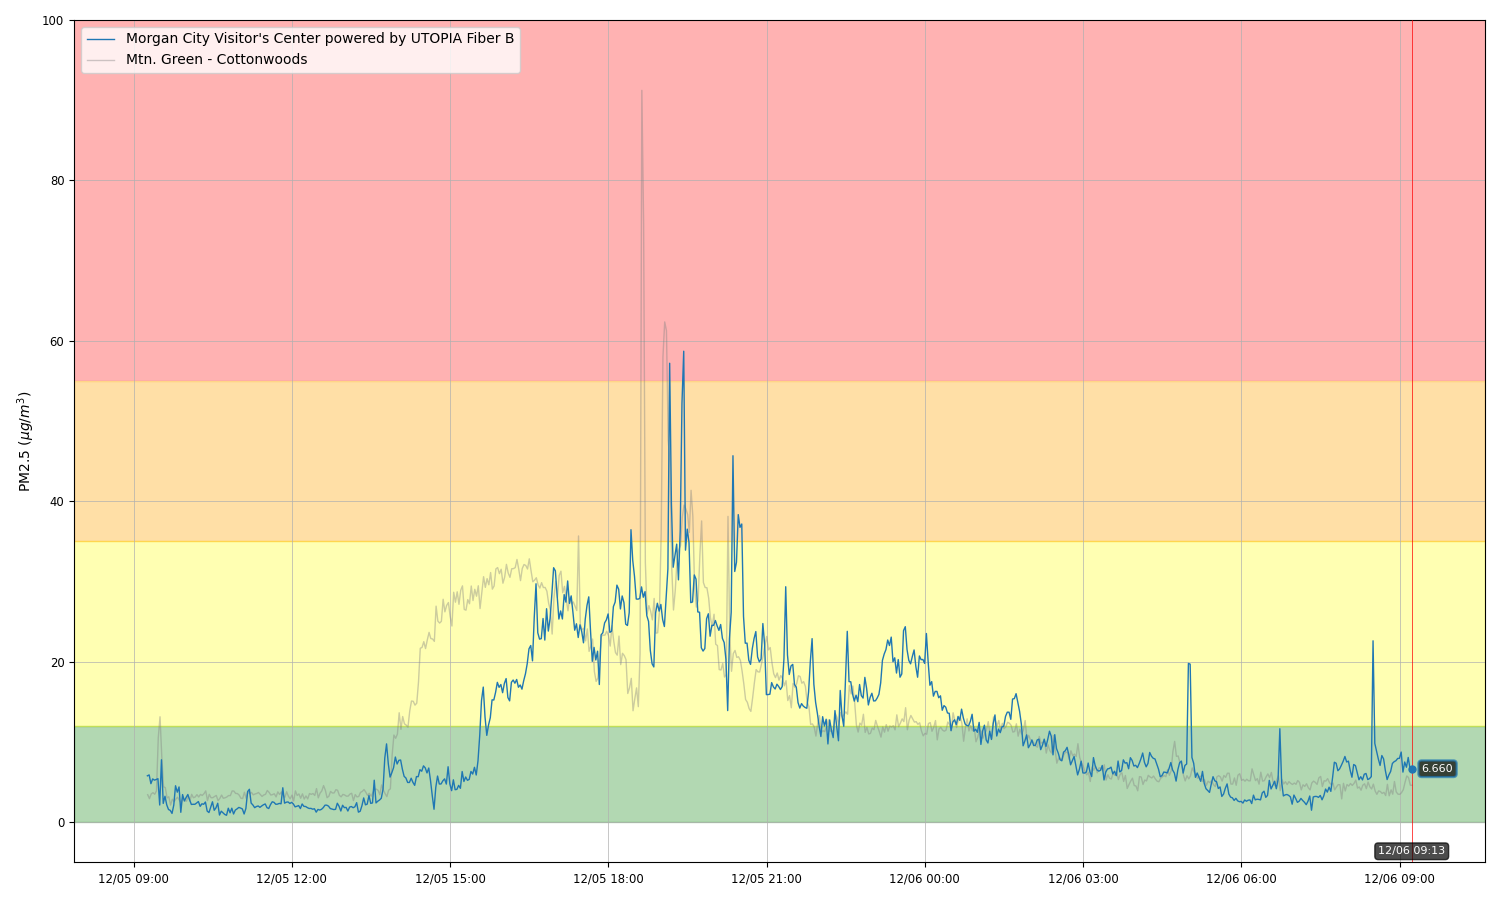 100
80
60
40
20
0
PM2.5 (μg/m³)
Morgan City Visitor's Center powered by UTOPIA Fiber B
Mtn. Green - Cottonwoods
6.660
12/06 09:13
12/05 09:00 12/05 12:00 12/05 15:00 12/05 18:00 12/05 21:00 12/06 00:00 12/06 03:00 12/06 06:00 12/06 09:00